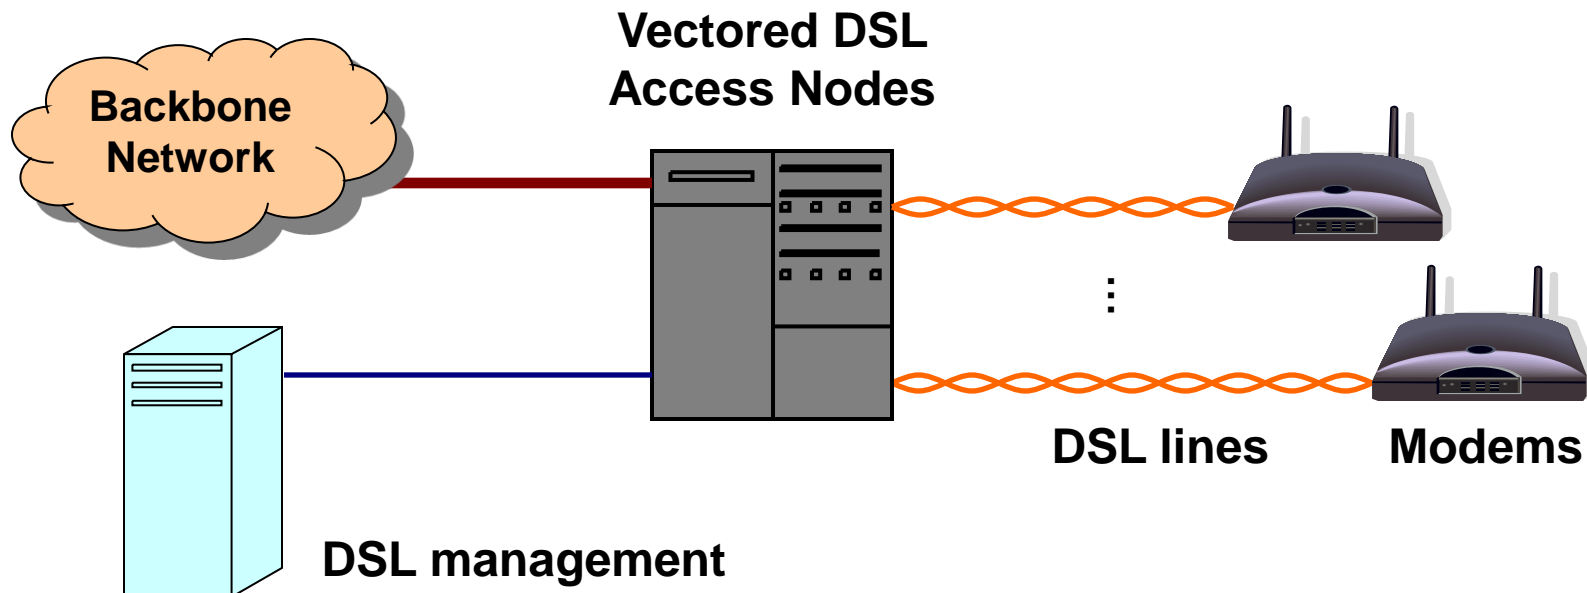 Vectored DSL
Access Nodes
Backbone
Network
...
DSL lines
Modems
DSL management